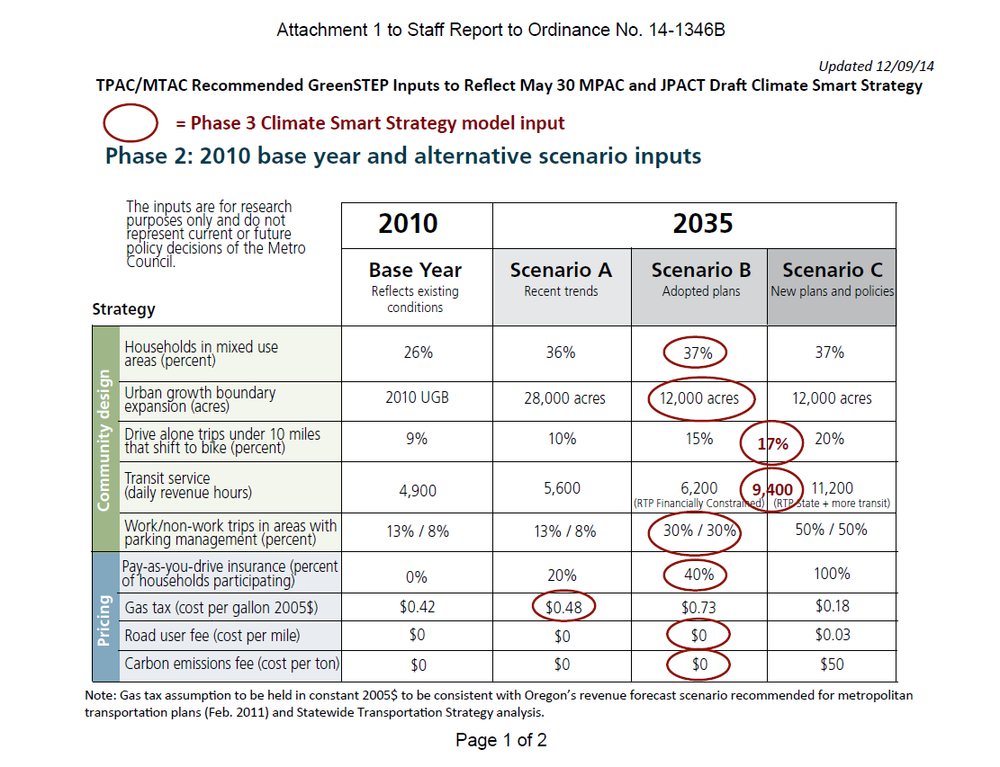 Attachment 1 to Staff Report to Ordinance No. 14-1346B
Updated 12/09/14
TPAC/MTAC Recommended GreenSTEP Inputs to Reflect May 30 MPAC and JPACT Draft Climate Smart Strategy
= Phase 3 Climate Smart Strategy model input
Phase 2: 2010 base year and alternative scenario inputs
The inputs are for research
purposes only and do not
represent current or future
policy decisions of the Metro
Council.
2010 2035
Base Year Scenario A Scenario B Scenario C
Reflects existing Recent trends Adopted plans New plans and policies
conditions
Strategy
Community design
Households in mixed use
areas (percent) 26% 36% 37% 37%
Urban growth boundary
expansion (acres) 2010 UGB 28,000 acres 12,000 acres 12,000 acres
Drive alone trips under 10 miles
that shift to bike (percent) 9% 10% 15% 17% 20%
Transit service
(daily revenue hours) 4,900 5,600 6,200 9,400 11,200
(RTP Financially Constrained) (RTP State + more transit)
Work/non-work trips in areas with
parking management (percent) 13% / 8% 13% / 8% 30% / 30% 50% / 50%
Pricing
Pay-as-you-drive insurance (percent
of households participating) 0% 20% 40% 100%
Gas tax (cost per gallon 2005$) $0.42 $0.48 $0.73 $0.18
Road user fee (cost per mile) $0 $0 $0 $0.03
Carbon emissions fee (cost per ton) $0 $0 $0 $50
Note: Gas tax assumption to be held in constant 2005$ to be consistent with Oregon's revenue forecast scenario recommended for metropolitan
transportation plans (Feb. 2011) and Statewide Transportation Strategy analysis.
Page 1 of 2